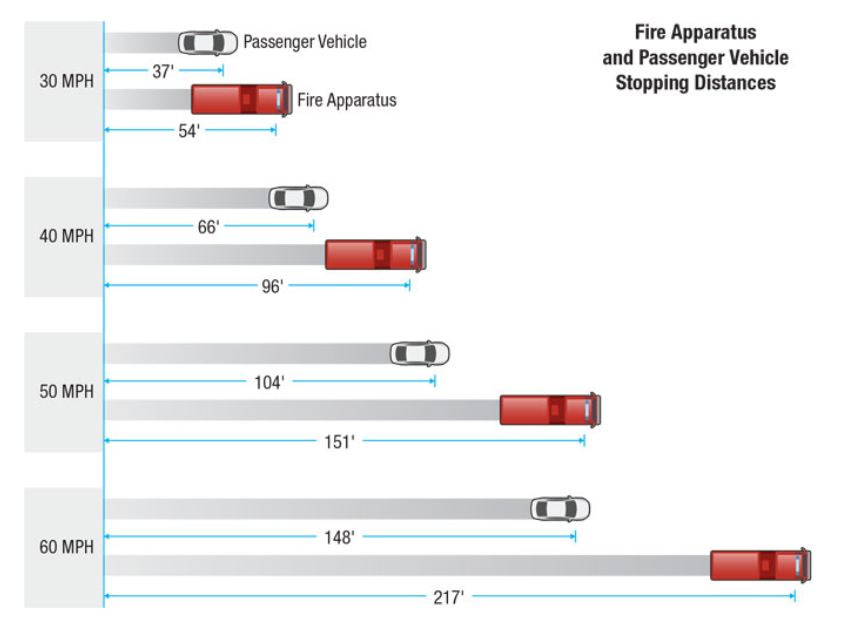 Fire Apparatus
and Passenger Vehicle
Stopping Distances
30 MPH
Passenger Vehicle
37'
Fire Apparatus
54'
40 MPH
66'
96'
50 MPH
104'
151'
60 MPH
148'
217'